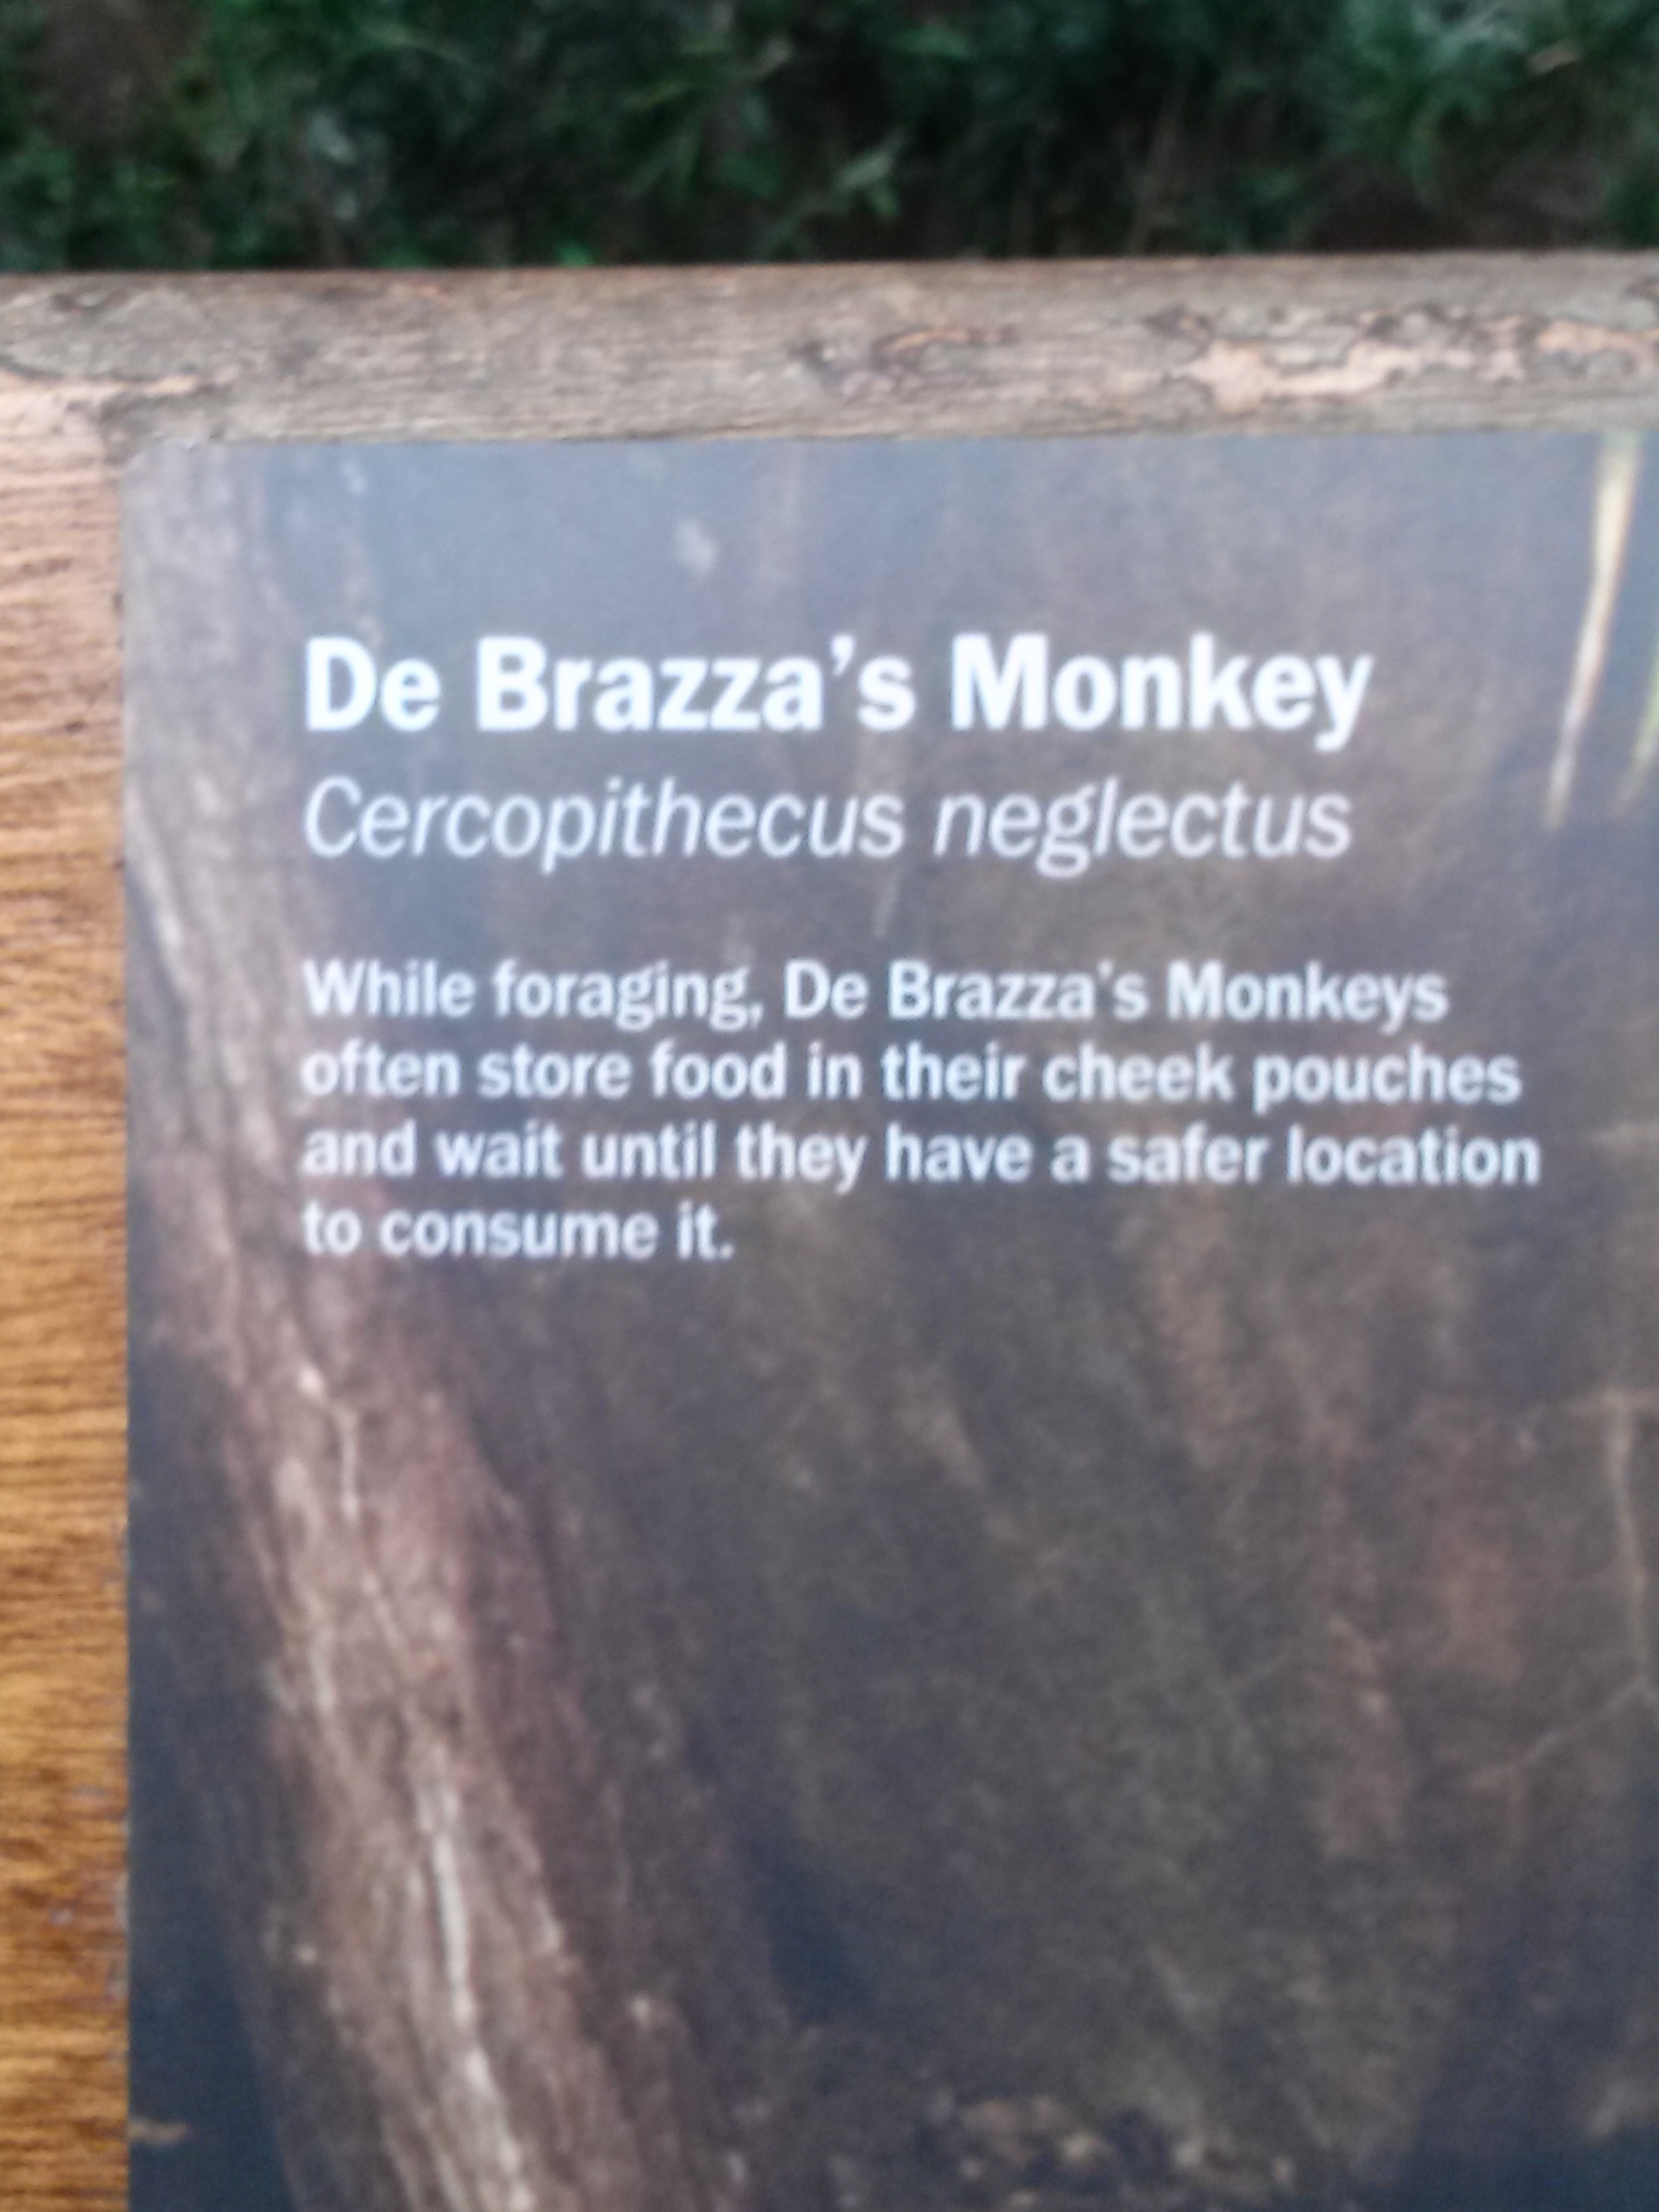 De Brazza’s Monkey
Cercopithecus neglectus
While foraging, De Brazza’s Monkeys
often store food in their cheek pouches
and wait until they have a safer location
to consume it.